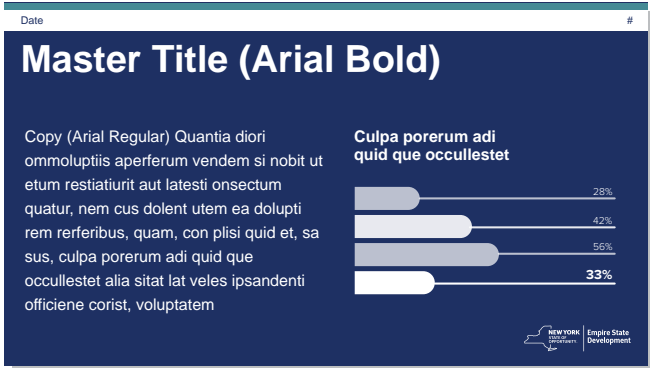 Date
#
Master Title (Arial Bold)
Copy (Arial Regular) Quantia diori
ommoluptiis aperferum vendem si nobit ut
etum restiatiurit aut latesti onsectum
quatur, nem cus dolent utem ea dolupti
rem rerferibus, quam, con plisi quid et, sa
sus, culpa porerum adi quid que
occullestet alia sitat lat veles ipsandenti
officiene corist, voluptatem
Culpa porerum adi
quid que occullestet
28%
42%
56%
33%
NEW YORK
STATE OF
OPPORTUNITY.
Empire State
Development